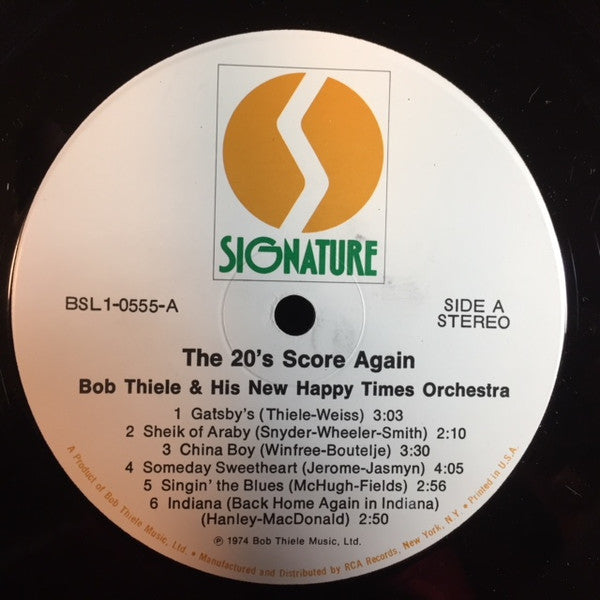 SIGNATURE
BSL1-0555-A
SIDE A
STEREO
The 20's Score Again
Bob Thiele & His New Happy Times Orchestra
1 Gatsby's (Thiele-Weiss) 3:03
2 Sheik of Araby (Snyder-Wheeler-Smith) 2:10
3 China Boy (Winfree-Boutelje) 3:30
4 Someday Sweetheart (Jerome-Jasmyn) 4:05
5 Singin' the Blues (McHugh-Fields) 2:56
6 Indiana (Back Home Again in Indiana)
(Hanley-MacDonald) 2:50
℗ 1974 Bob Thiele Music, Ltd.
A Product of Bob Thiele Music, Ltd. • Manufactured and Distributed by RCA Records, New York, N.Y. • Printed in U.S.A.